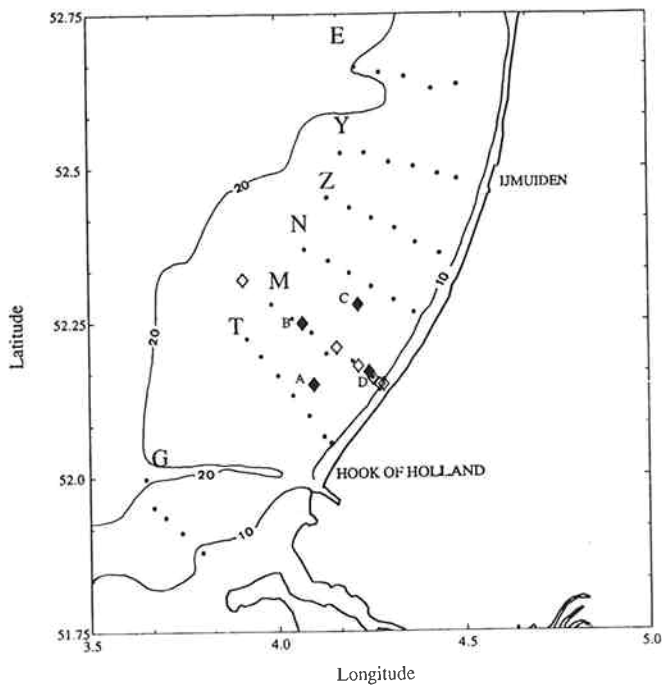 52.75
E
Y
52.5
20
Z
IJMUIDEN
N
10
M
C
B
52.25
T
20
Latitude
A
D
G
HOOK OF HOLLAND
52.0
20
10
51.75
3.5
4.0
4.5
5.0
Longitude